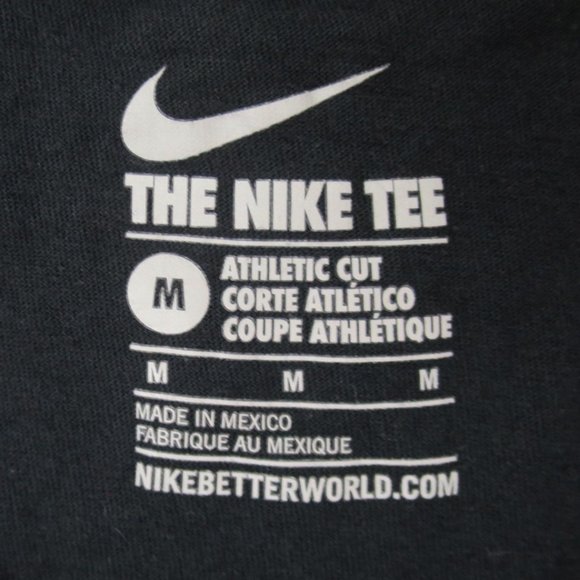 THE NIKE TEE
M
ATHLETIC CUT
CORTE ATLÉTICO
COUPE ATHLÉTIQUE
M M M
MADE IN MEXICO
FABRIQUE AU MEXIQUE
NIKEBETTERWORLD.COM